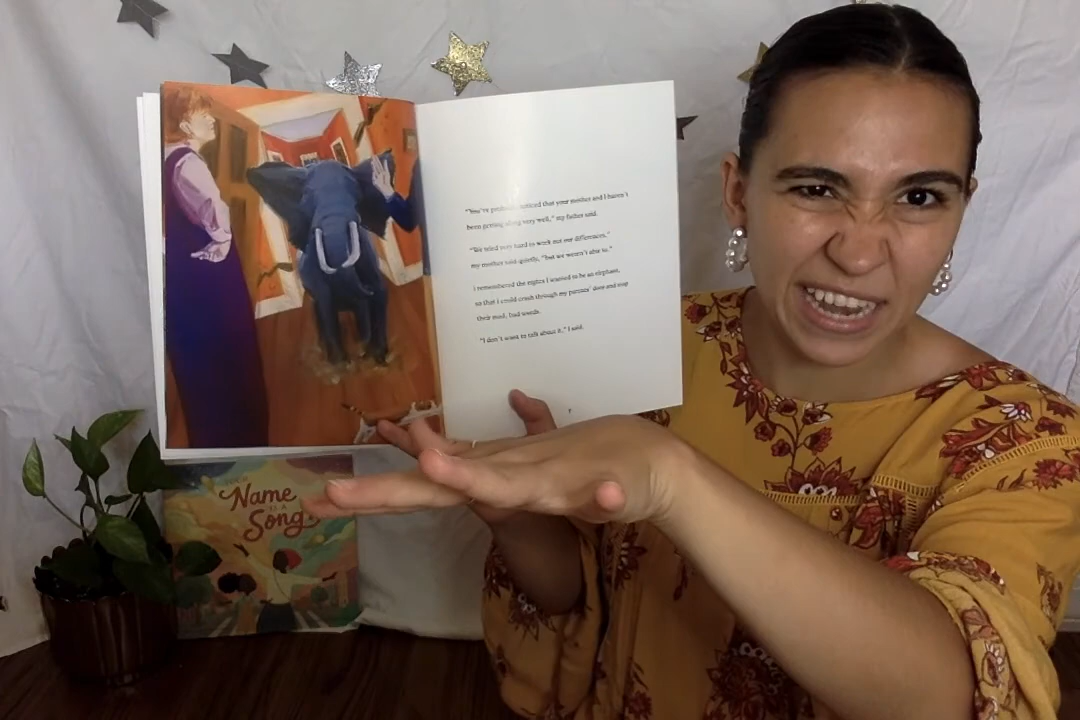 "You've probably noticed that your mother and I haven't
been getting along very well," my father said.
"We tried very hard to work out our differences,"
my mother said quietly, "but we weren't able to."
I remembered the nights I wanted to be an elephant,
so that I could crash through my parents' door and stop
their mad, bad words.
"I don't want to talk about it," I said.
7
Your
Name
is a
Song